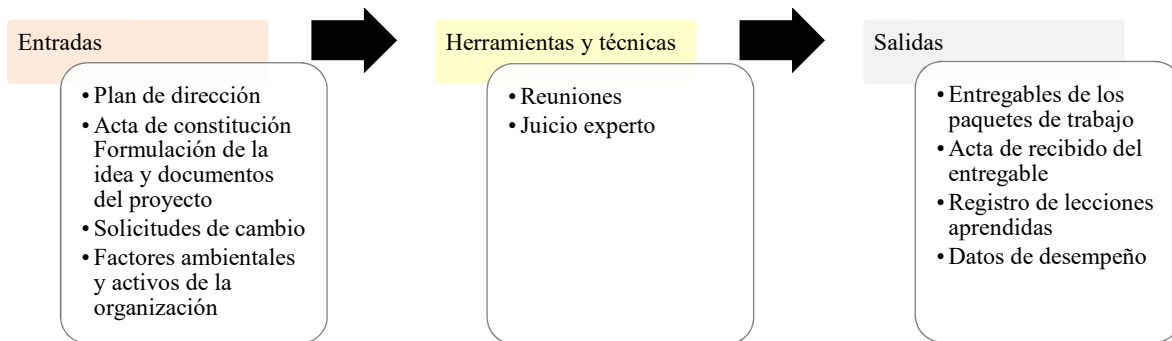 Entradas
• Plan de dirección
• Acta de constitución
Formulación de la
idea y documentos
del proyecto
• Solicitudes de cambio
• Factores ambientales
y activos de la
organización
Herramientas y técnicas
• Reuniones
• Juicio experto
Salidas
• Entregables de los
paquetes de trabajo
• Acta de recibido del
entregable
• Registro de lecciones
aprendidas
• Datos de desempeño